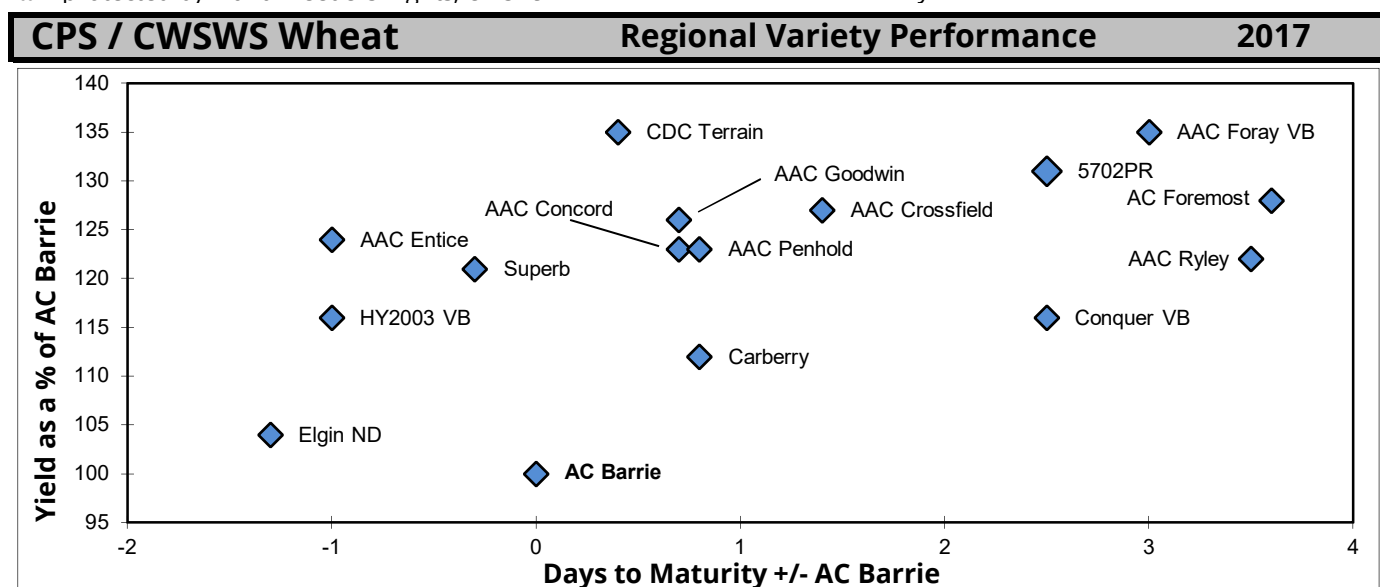 CPS / CWSWS Wheat Regional Variety Performance 2017
140
135
130
125
120
115
110
105
100
95
Yield as a % of AC Barrie
CDC Terrain
AAC Foray VB
AAC Goodwin
5702PR
AC Foremost
AAC Concord
AAC Crossfield
AAC Entice
AAC Penhold
AAC Ryley
Superb
HY2003 VB
Conquer VB
Carberry
Elgin ND
AC Barrie
-2 -1 0 1 2 3 4
Days to Maturity +/- AC Barrie